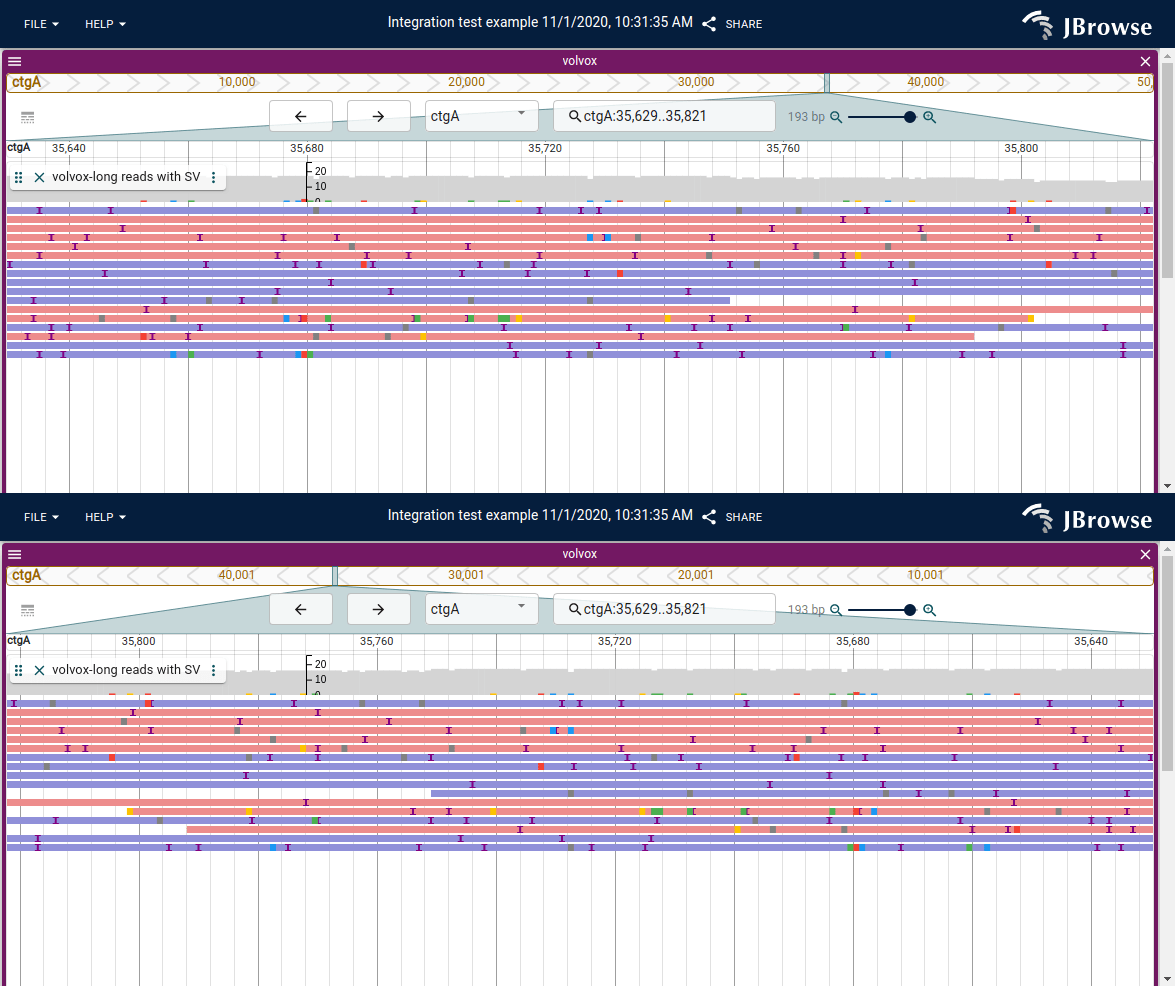 FILE HELP Integration test example 11/1/2020, 10:31:35 AM SHARE JBrowse
volvox
ctgA 10,000 20,000 30,000 40,000 50,
ctgA ctgA:35,629..35,821 193 bp
ctgA 35,640 35,680 35,720 35,760 35,800
volvox-long reads with SV 20
10
0
FILE HELP Integration test example 11/1/2020, 10:31:35 AM SHARE JBrowse
volvox
ctgA 40,001 30,001 20,001 10,001
ctgA ctgA:35,629..35,821 193 bp
ctgA 35,800 35,760 35,720 35,680 35,640
volvox-long reads with SV 20
10
0